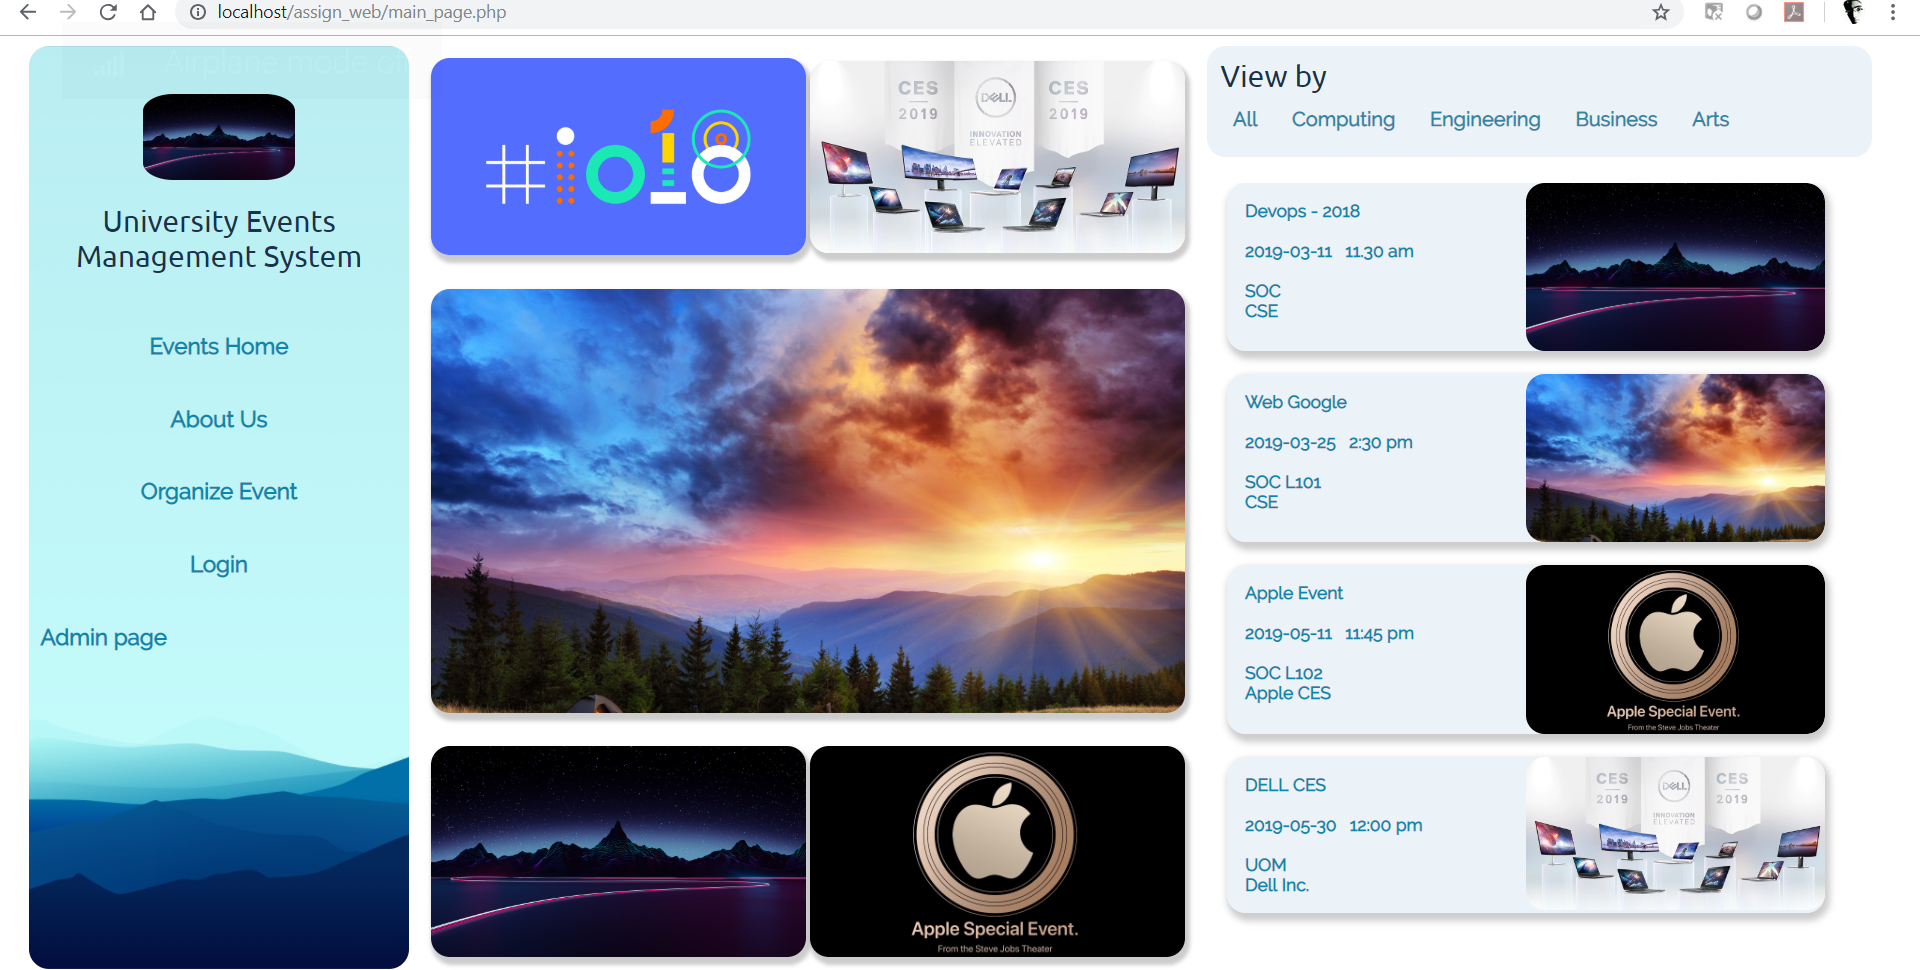 localhost/assign_web/main_page.php
Airplane mode of
University Events
Management System
Events Home
About Us
Organize Event
Login
Admin page
#io18
CES
2019
DELL
INNOVATION
ELEVATED
CES
2019
Apple Special Event.
From the Steve Jobs Theater
View by
All Computing Engineering Business Arts
Devops - 2018
2019-03-11 11.30 am
SOC
CSE
Web Google
2019-03-25 2:30 pm
SOC L101
CSE
Apple Event
2019-05-11 11:45 pm
SOC L102
Apple CES
Apple Special Event.
From the Steve Jobs Theater
DELL CES
2019-05-30 12:00 pm
UOM
Dell Inc.
CES
2019
DELL
INNOVATION
ELEVATED
CES
2019